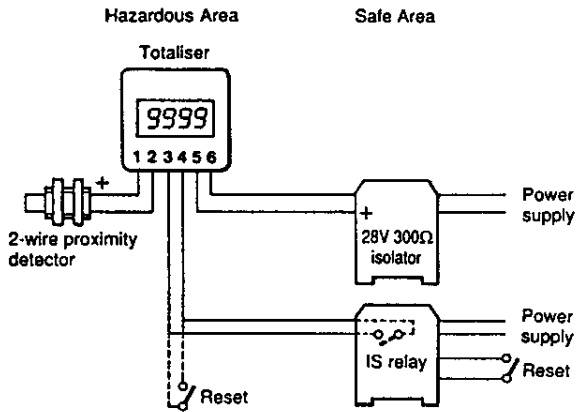 Hazardous Area
Safe Area
Totaliser
9999
1 2 3 4 5 6
+
2-wire proximity
detector
+
28V 300Ω
isolator
Power
supply
IS relay
Power
supply
Reset
Reset